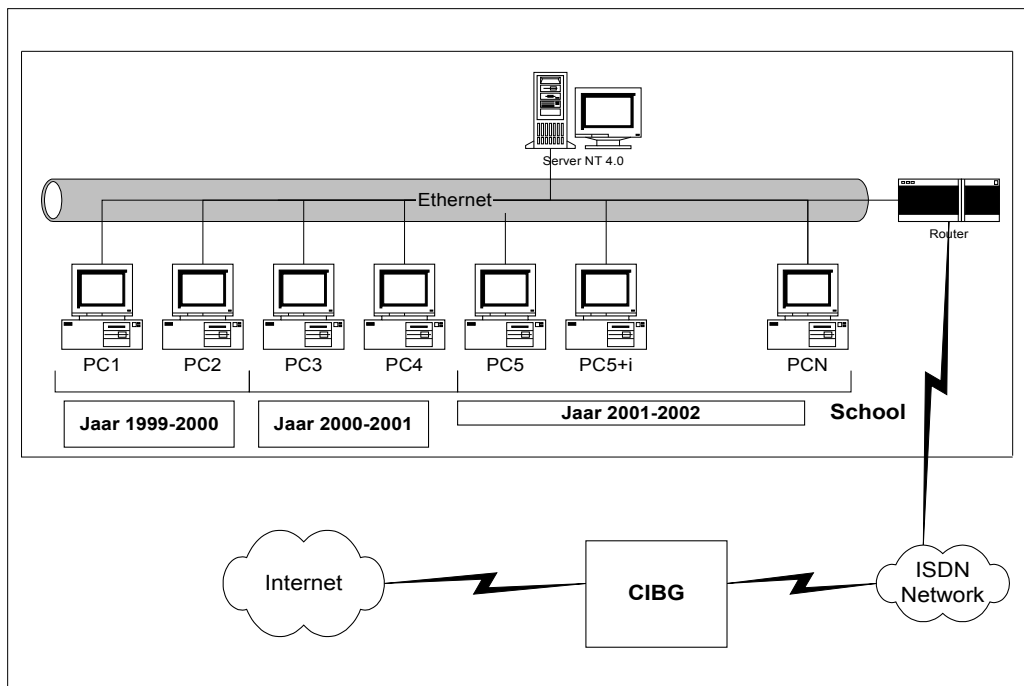 Server NT 4.0
Ethernet
Router
PC1
PC2
PC3
PC4
PC5
PC5+i
PCN
Jaar 1999-2000
Jaar 2000-2001
Jaar 2001-2002
School
Internet
CIBG
ISDN
Network